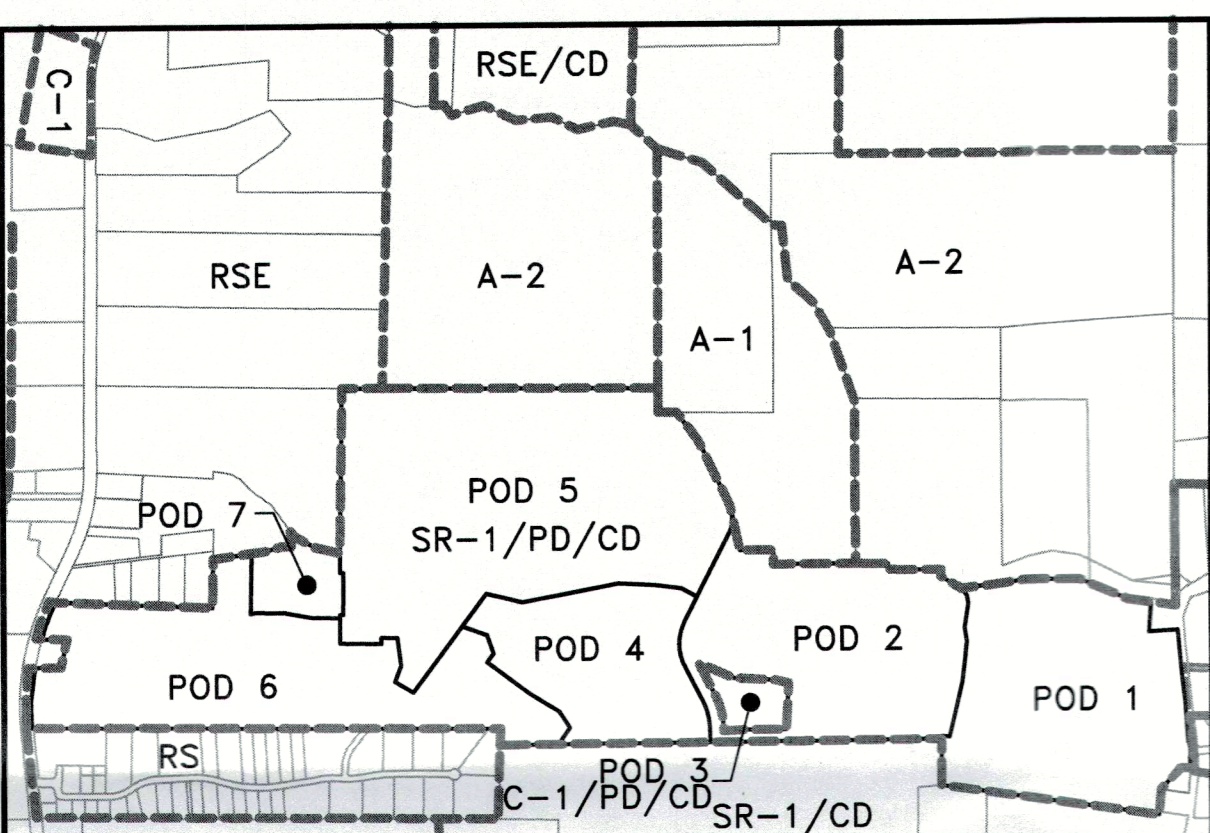 C-1
RSE/CD
RSE
A-2
A-2
A-1
POD 5
SR-1/PD/CD
POD 7
POD 4
POD 2
POD 6
POD 1
RS
POD 3
C-1/PD/CD
SR-1/CD